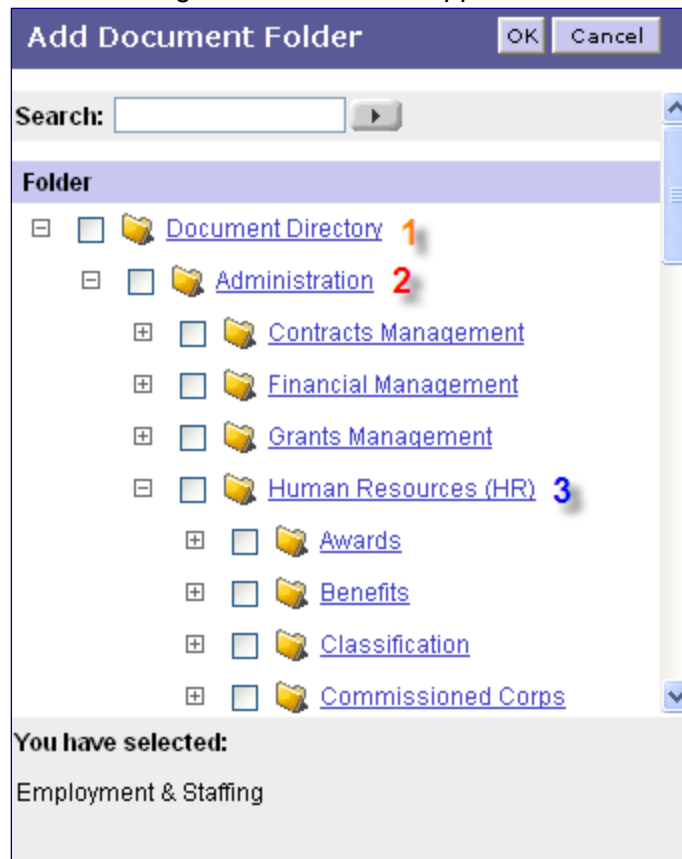 Add Document Folder OK Cancel
Search:
Folder
Document Directory 1
Administration 2
Contracts Management
Financial Management
Grants Management
Human Resources (HR) 3
Awards
Benefits
Classification
Commissioned Corps
You have selected:
Employment & Staffing